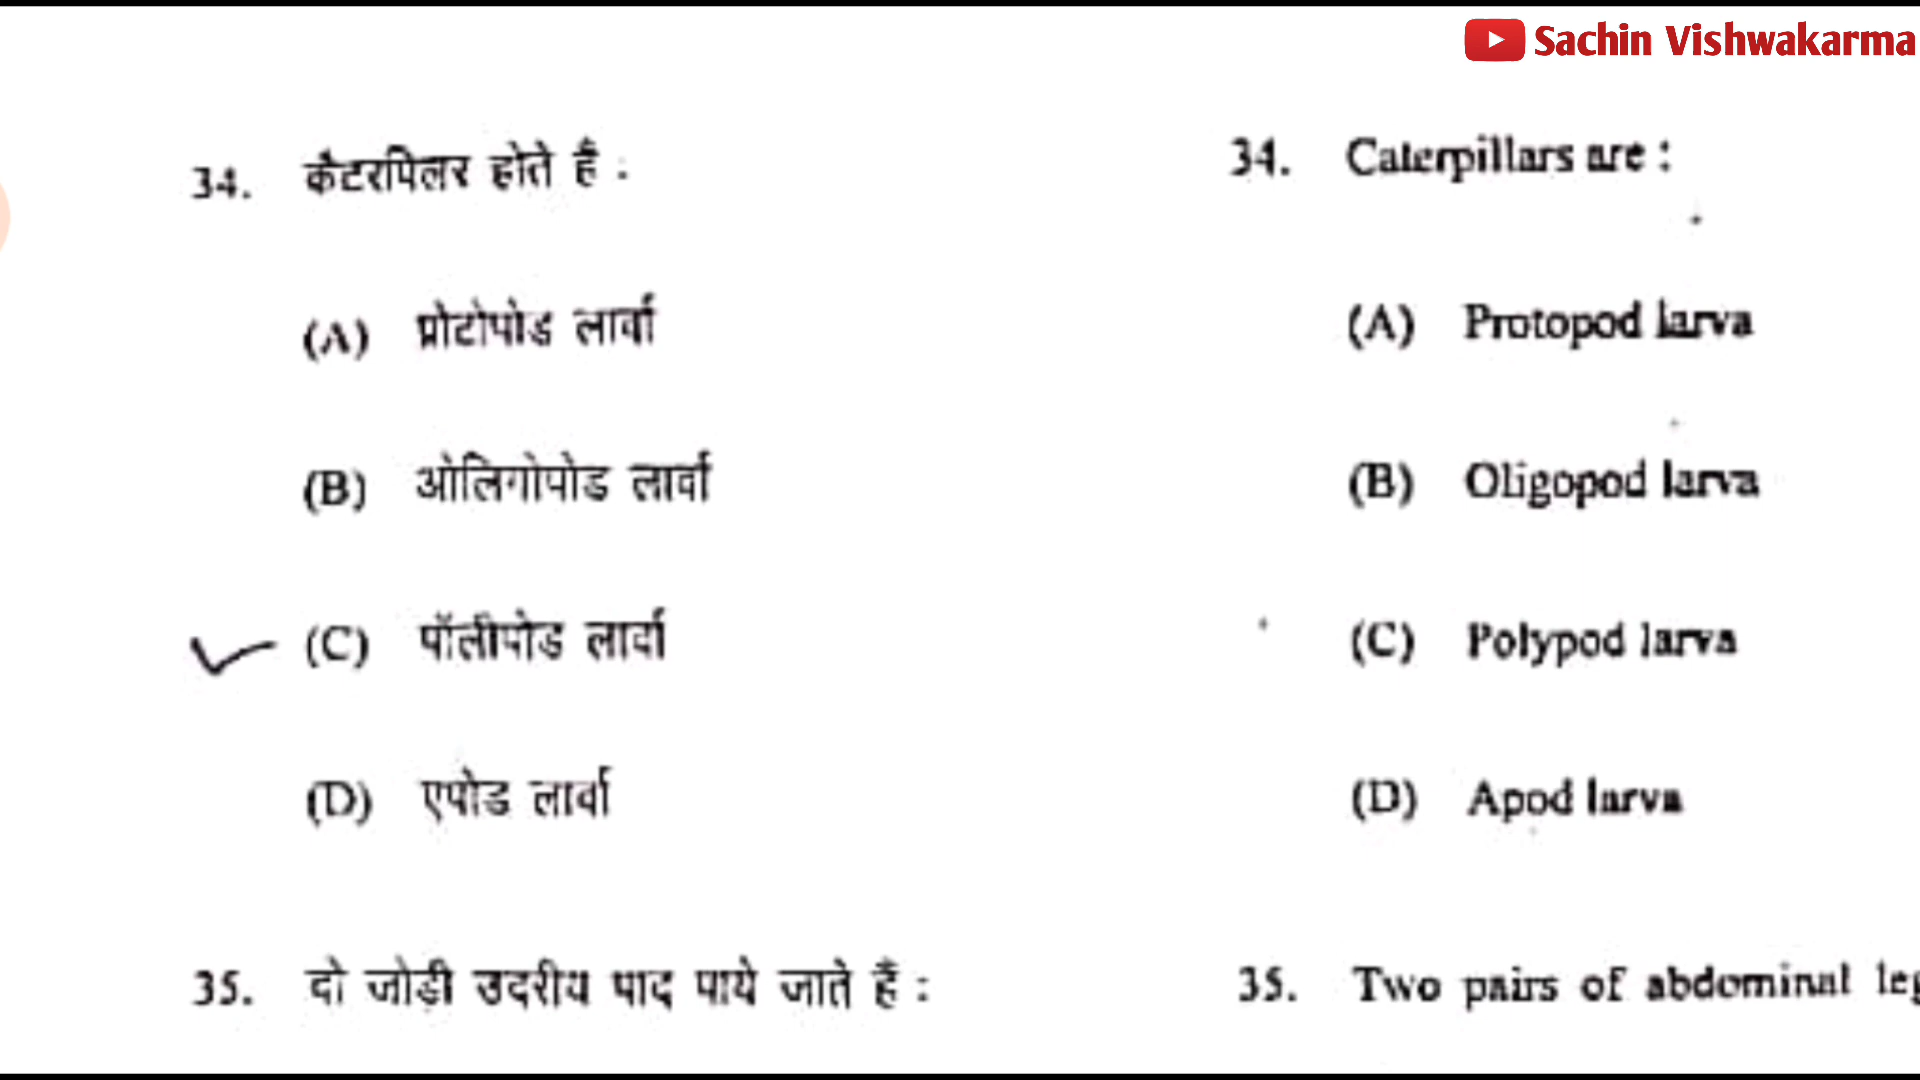 Sachin Vishwakarma
34. कैटरपिलर होते हैं :
(A) प्रोटोपोड लार्वा
(B) ओलिगोपोड लार्वा
(C) पॉलीपोड लार्वा
(D) एपोड लार्वा
35. दो जोड़ी उदरीय पाद पाये जाते हैं :
34. Caterpillars are :
(A) Protopod larva
(B) Oligopod larva
(C) Polypod larva
(D) Apod larva
35. Two pairs of abdominal